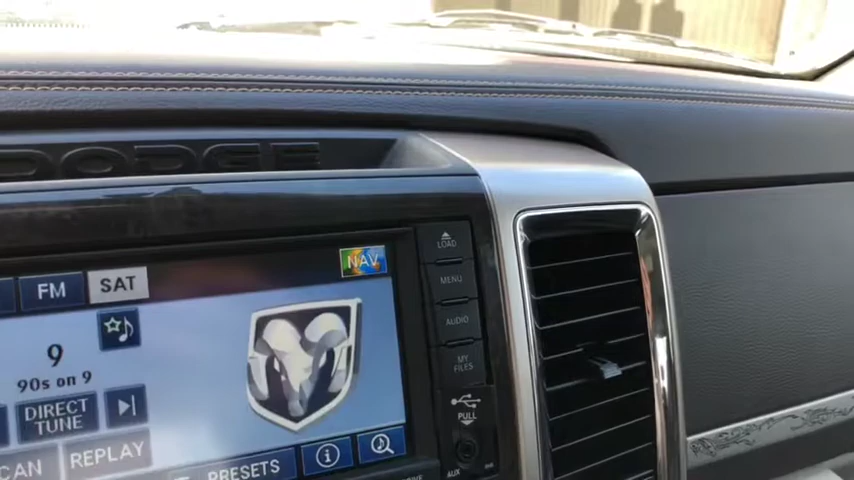 DODGE
NAV
LOAD
MENU
FM SAT
AUDIO
9
90s on 9
MY
FILES
DIRECT
TUNE
PULL
REPLAY
PRESETS
AUX